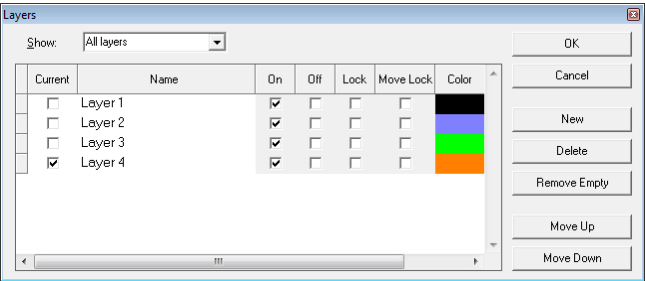 Layers
Show: All layers OK
Current Name On Off Lock Move Lock Color Cancel
Layer 1
Layer 2 New
Layer 3 Delete
Layer 4
Remove Empty
Move Up
Move Down